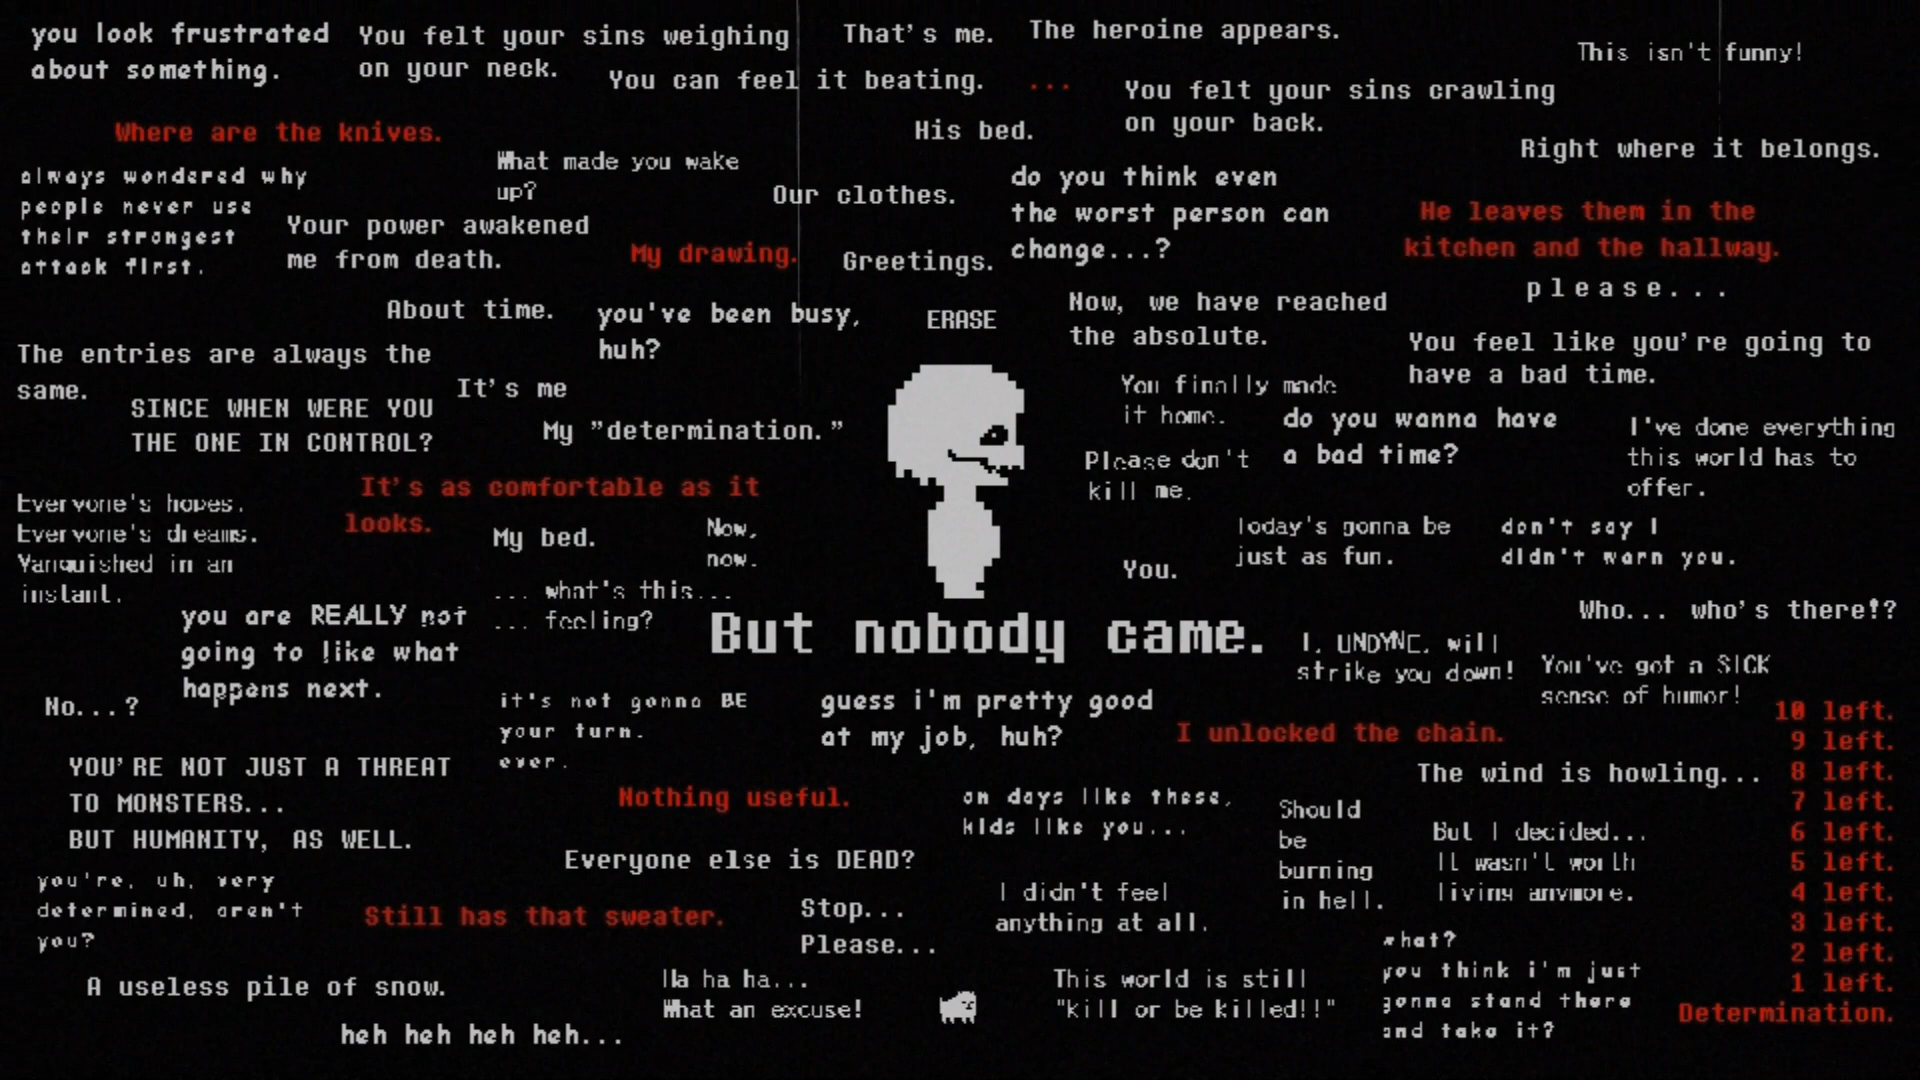 you look frustrated
about something.
You felt your sins weighing
on your neck.
You can feel it beating.
That's me.
The heroine appears.
...
You felt your sins crawling
on your back.
This isn't funny!
Where are the knives.
His bed.
Right where it belongs.
always wondered why
people never use
their strongest
attack first.
What made you wake
up?
Our clothes.
do you think even
the worst person can
change...?
He leaves them in the
kitchen and the hallway.
Your power awakened
me from death.
My drawing.
Greetings.
please...
About time.
you've been busy,
huh?
ERASE
Now, we have reached
the absolute.
You feel like you're going to
have a bad time.
The entries are always the
same.
SINCE WHEN WERE YOU
THE ONE IN CONTROL?
It's me
My "determination."
You finally made
it home.
do you wanna have
a bad time?
I've done everything
this world has to
offer.
Please don't
kill me.
It's as comfortable as it
looks.
Everyone's hopes.
Everyone's dreams.
Vanquished in an
instant.
My bed.
Now,
now.
You.
Today's gonna be
just as fun.
don't say I
didn't warn you.
... what's this...
... feeling?
you are REALLY not
going to like what
happens next.
But nobody came.
Who... who's there!?
I, UNDYNE, will
strike you down!
You've got a SICK
sense of humor!
No...?
it's not gonna BE
your turn.
ever.
guess i'm pretty good
at my job, huh?
I unlocked the chain.
10 left.
9 left.
8 left.
7 left.
6 left.
5 left.
4 left.
3 left.
2 left.
1 left.
Determination.
YOU'RE NOT JUST A THREAT
TO MONSTERS...
BUT HUMANITY, AS WELL.
Nothing useful.
The wind is howling...
on days like these,
kids like you...
Should
be
burning
in hell.
But I decided...
It wasn't worth
living anymore.
Everyone else is DEAD?
you're, uh, very
determined, aren't
you?
Still has that sweater.
Stop...
Please...
I didn't feel
anything at all.
what?
you think i'm just
gonna stand there
and take it?
A useless pile of snow.
Ha ha ha...
What an excuse!
This world is still
"kill or be killed!!"
heh heh heh heh...